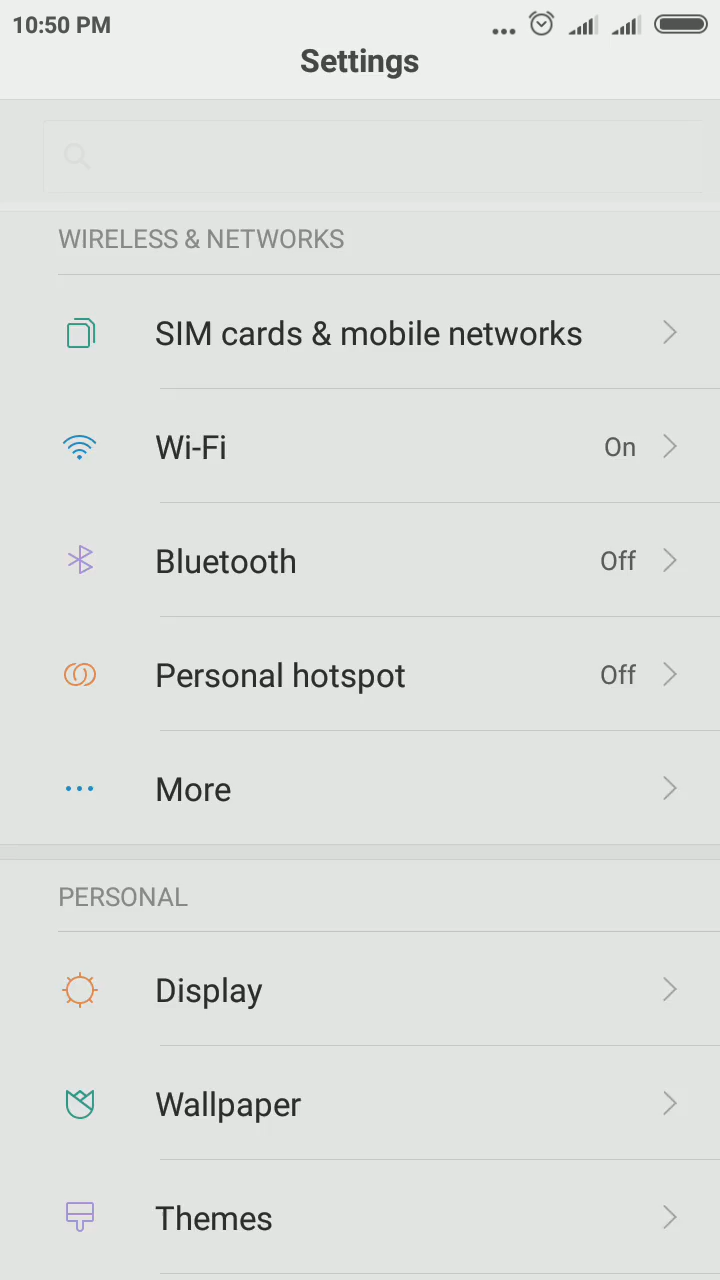 10:50 PM
Settings
WIRELESS & NETWORKS
SIM cards & mobile networks
Wi-Fi On
Bluetooth Off
Personal hotspot Off
More
PERSONAL
Display
Wallpaper
Themes